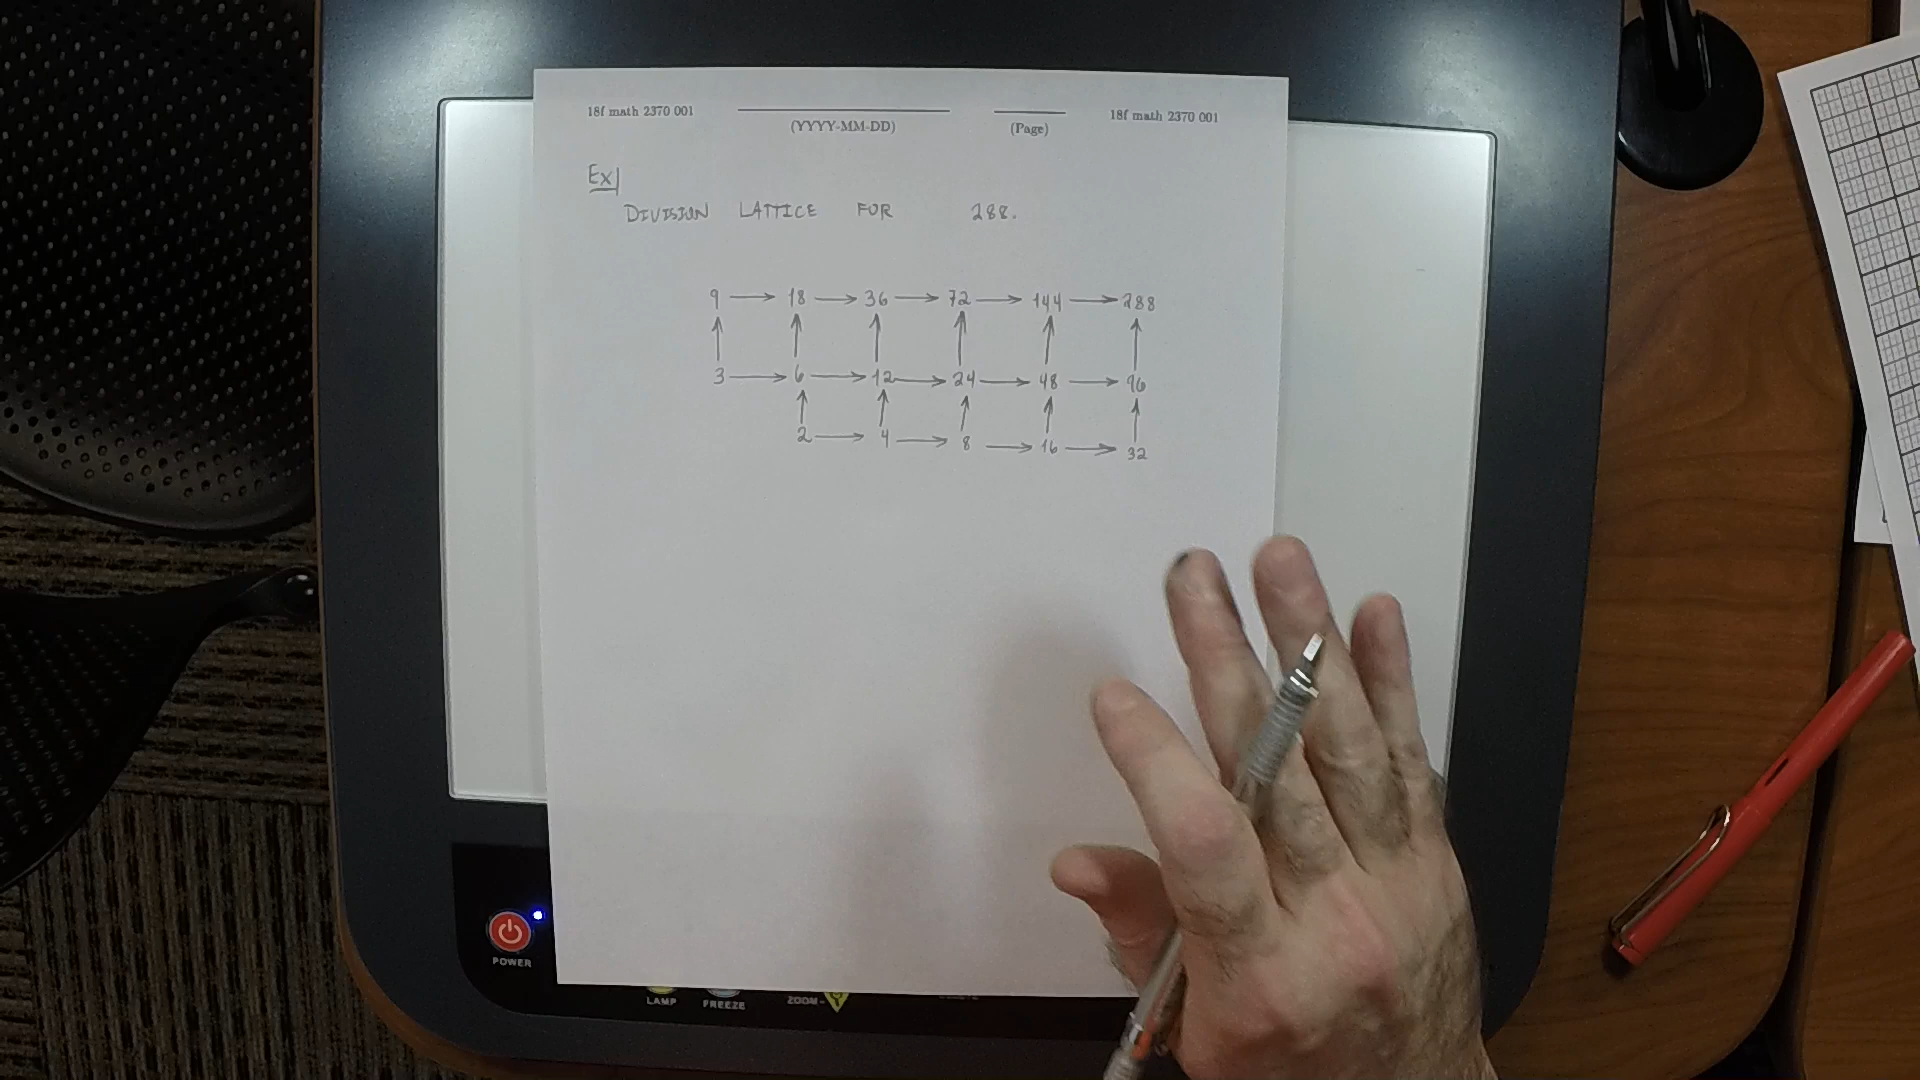 18f math 2370 001 (YYYY-MM-DD) (Page) 18f math 2370 001
Ex
DIVISION LATTICE FOR 288.
9 → 18 → 36 → 72 → 144 → 288
↑ ↑ ↑ ↑ ↑ ↑
3 → 6 → 12 → 24 → 48 → 96
↑ ↑ ↑ ↑ ↑
2 → 4 → 8 → 16 → 32
POWER
LAMP FREEZE ZOOM-